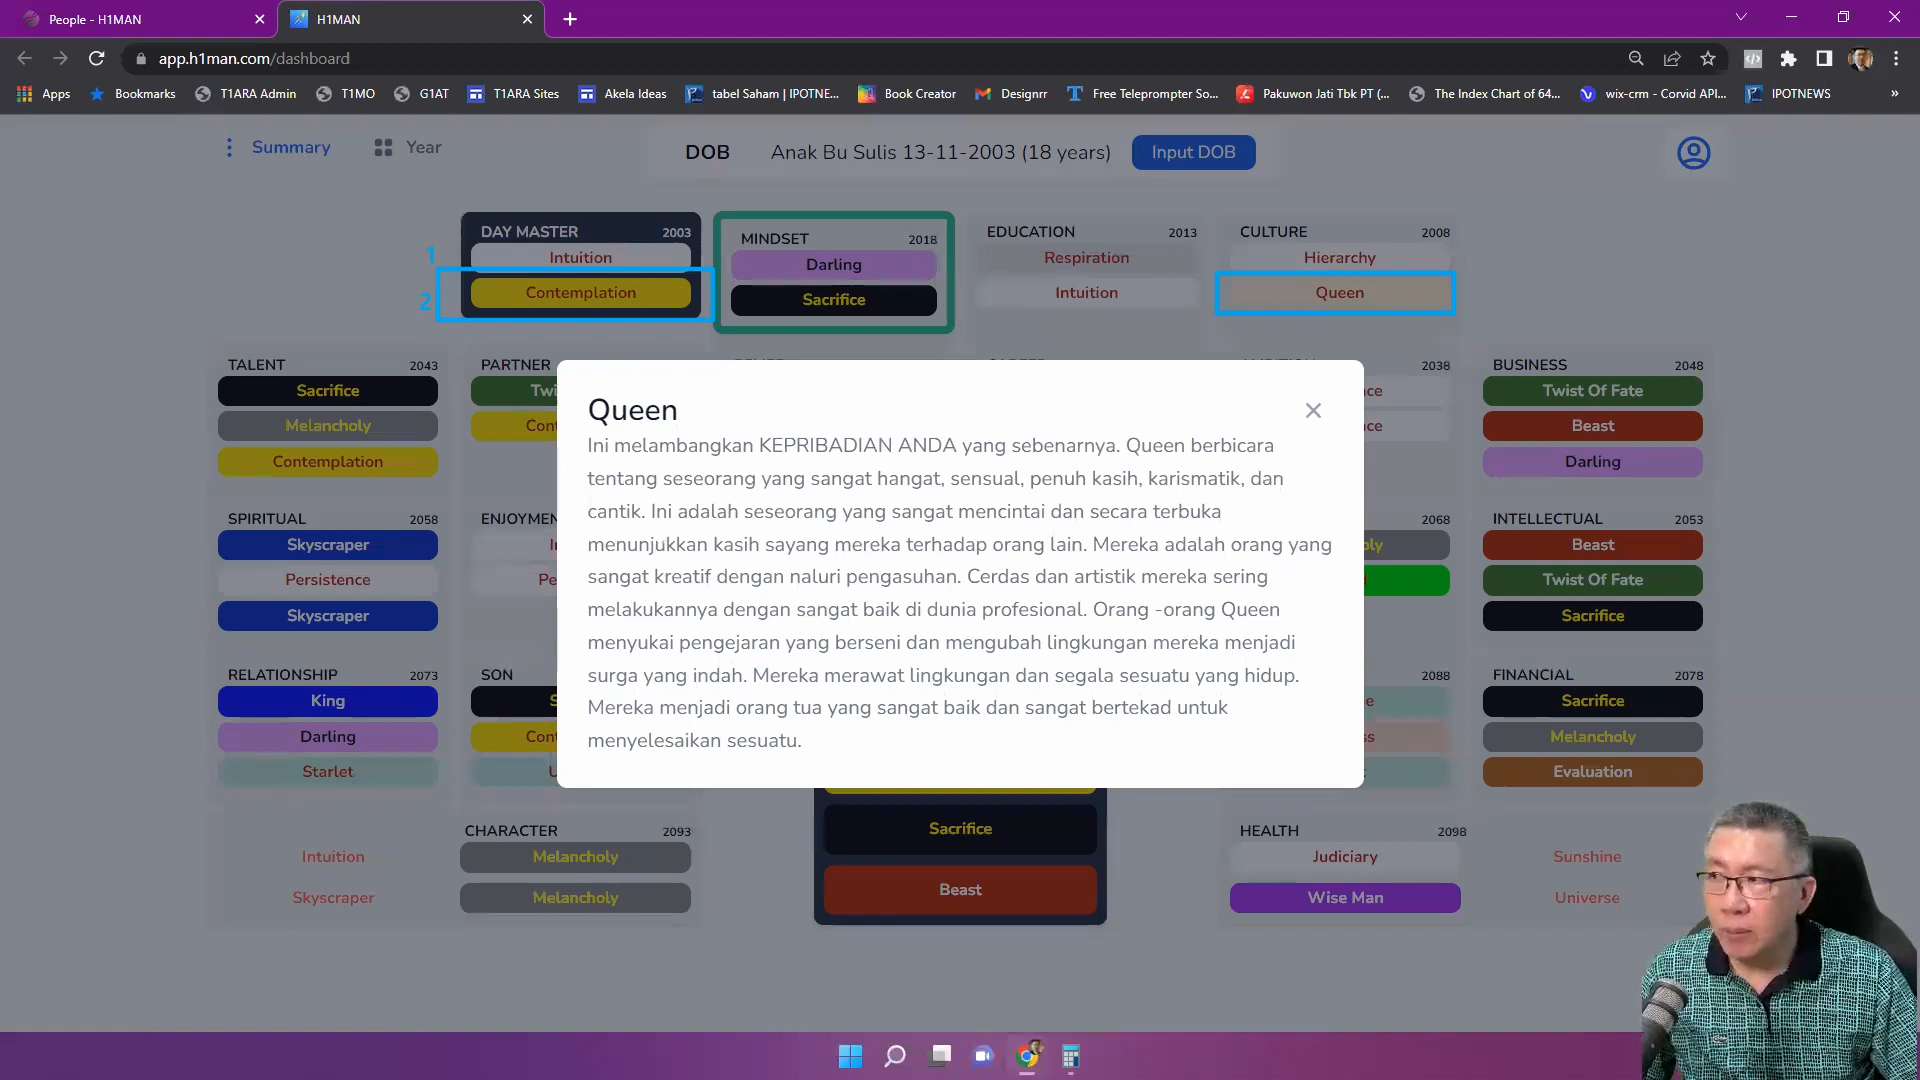 People - H1MAN
H1MAN
app.h1man.com/dashboard
Apps
Bookmarks
T1ARA Admin
T1MO
G1AT
T1ARA Sites
Akela Ideas
tabel Saham | IPOTNE...
Book Creator
Designrr
Free Teleprompter So...
Pakuwon Jati Tbk PT (...
The Index Chart of 64...
wix-crm - Corvid API...
IPOTNEWS
»
Summary
Year
DOB
Anak Bu Sulis 13-11-2003 (18 years)
Input DOB
1
2
DAY MASTER 2003
Intuition
Contemplation
MINDSET 2018
Darling
Sacrifice
EDUCATION 2013
Respiration
Intuition
CULTURE 2008
Hierarchy
Queen
TALENT 2043
Sacrifice
Melancholy
Contemplation
PARTNER
Twi
Con
2038
ce
ce
BUSINESS 2048
Twist Of Fate
Beast
Darling
Queen
Ini melambangkan KEPRIBADIAN ANDA yang sebenarnya. Queen berbicara
tentang seseorang yang sangat hangat, sensual, penuh kasih, karismatik, dan
cantik. Ini adalah seseorang yang sangat mencintai dan secara terbuka
menunjukkan kasih sayang mereka terhadap orang lain. Mereka adalah orang yang
sangat kreatif dengan naluri pengasuhan. Cerdas dan artistik mereka sering
melakukannya dengan sangat baik di dunia profesional. Orang -orang Queen
menyukai pengejaran yang berseni dan mengubah lingkungan mereka menjadi
surga yang indah. Mereka merawat lingkungan dan segala sesuatu yang hidup.
Mereka menjadi orang tua yang sangat baik dan sangat bertekad untuk
menyelesaikan sesuatu.
SPIRITUAL 2058
Skyscraper
Persistence
Skyscraper
ENJOYMEN
Pe
2068
oly
INTELLECTUAL 2053
Beast
Twist Of Fate
Sacrifice
RELATIONSHIP 2073
King
Darling
Starlet
SON
S
Con
U
2088
e
ss
t
FINANCIAL 2078
Sacrifice
Melancholy
Evaluation
Intuition
Skyscraper
CHARACTER 2093
Melancholy
Melancholy
Sacrifice
Beast
HEALTH 2098
Judiciary
Wise Man
Sunshine
Universe